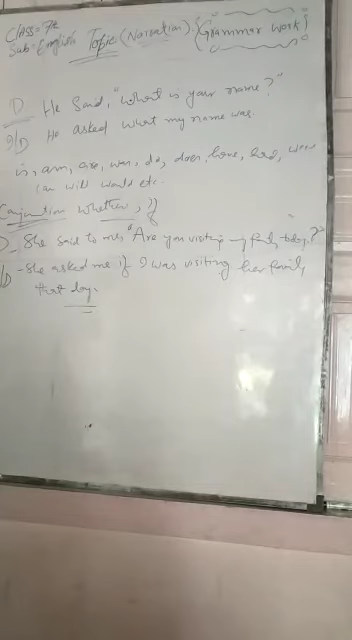 Class=7th
Sub=English Topic (Narration). {Grammar work}
D He Said, "What is your name?"
I/D He asked what my name was.
is, am, are, was, do, does, have, had, were
can will would etc.
Conjunction whether, if
D. She said to me, "Are you visiting my family today?"
I/D - She asked me if I was visiting her family
that day.